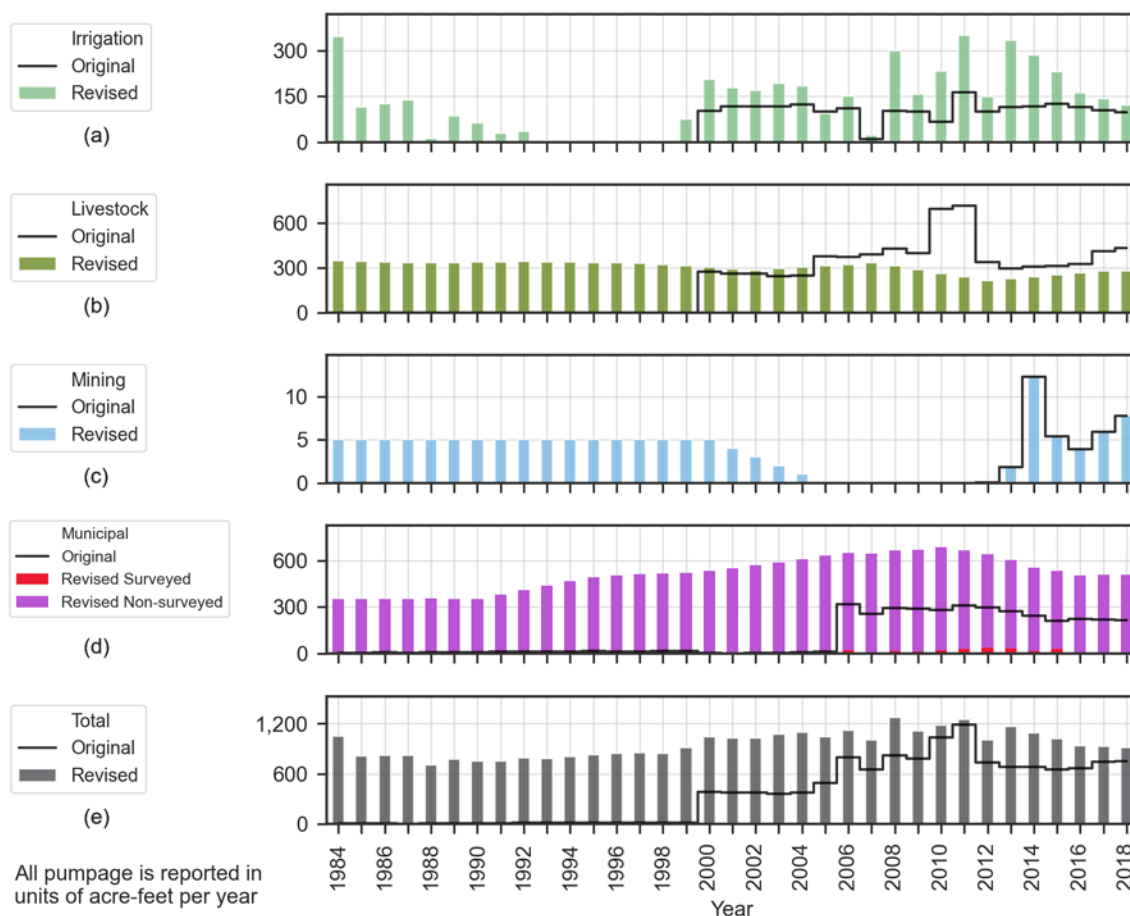 Irrigation
Original
Revised
(a)
300
150
0
Livestock
Original
Revised
(b)
600
300
0
Mining
Original
Revised
(c)
10
5
0
Municipal
Original
Revised Surveyed
Revised Non-surveyed
(d)
600
300
0
Total
Original
Revised
(e)
1,200
600
0
1984 1986 1988 1990 1992 1994 1996 1998 2000 2002 2004 2006 2008 2010 2012 2014 2016 2018
Year
All pumpage is reported in
units of acre-feet per year